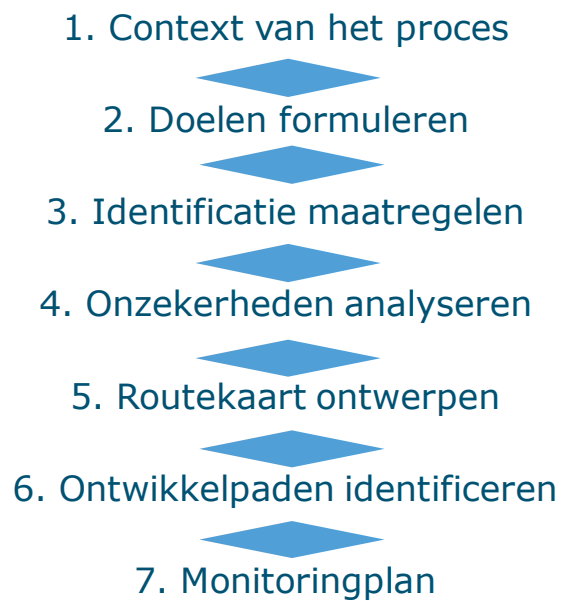 1. Context van het proces
2. Doelen formuleren
3. Identificatie maatregelen
4. Onzekerheden analyseren
5. Routekaart ontwerpen
6. Ontwikkelpaden identificeren
7. Monitoringplan